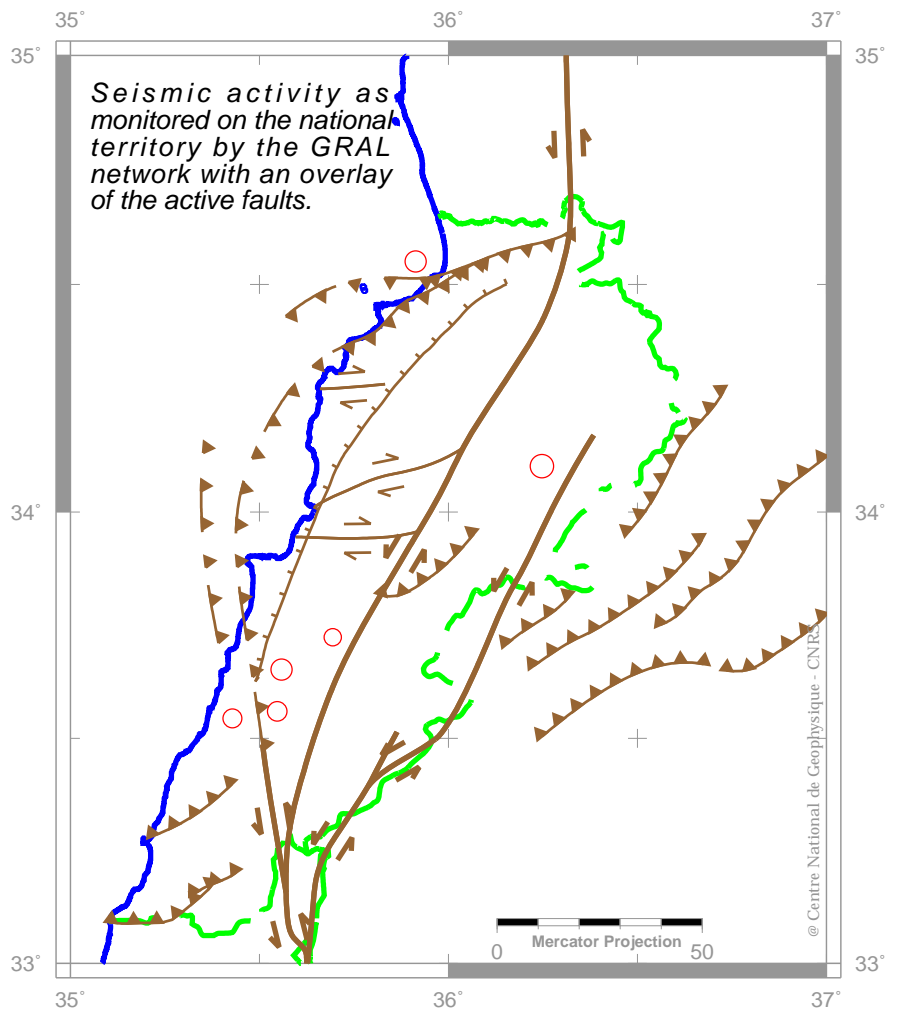 35°
36°
37°
35°
35°
Seismic activity as
monitored on the national
territory by the GRAL
network with an overlay
of the active faults.
34°
34°
@ Centre National de Geophysique - CNRS
Mercator Projection
0
50
33°
33°
35°
36°
37°